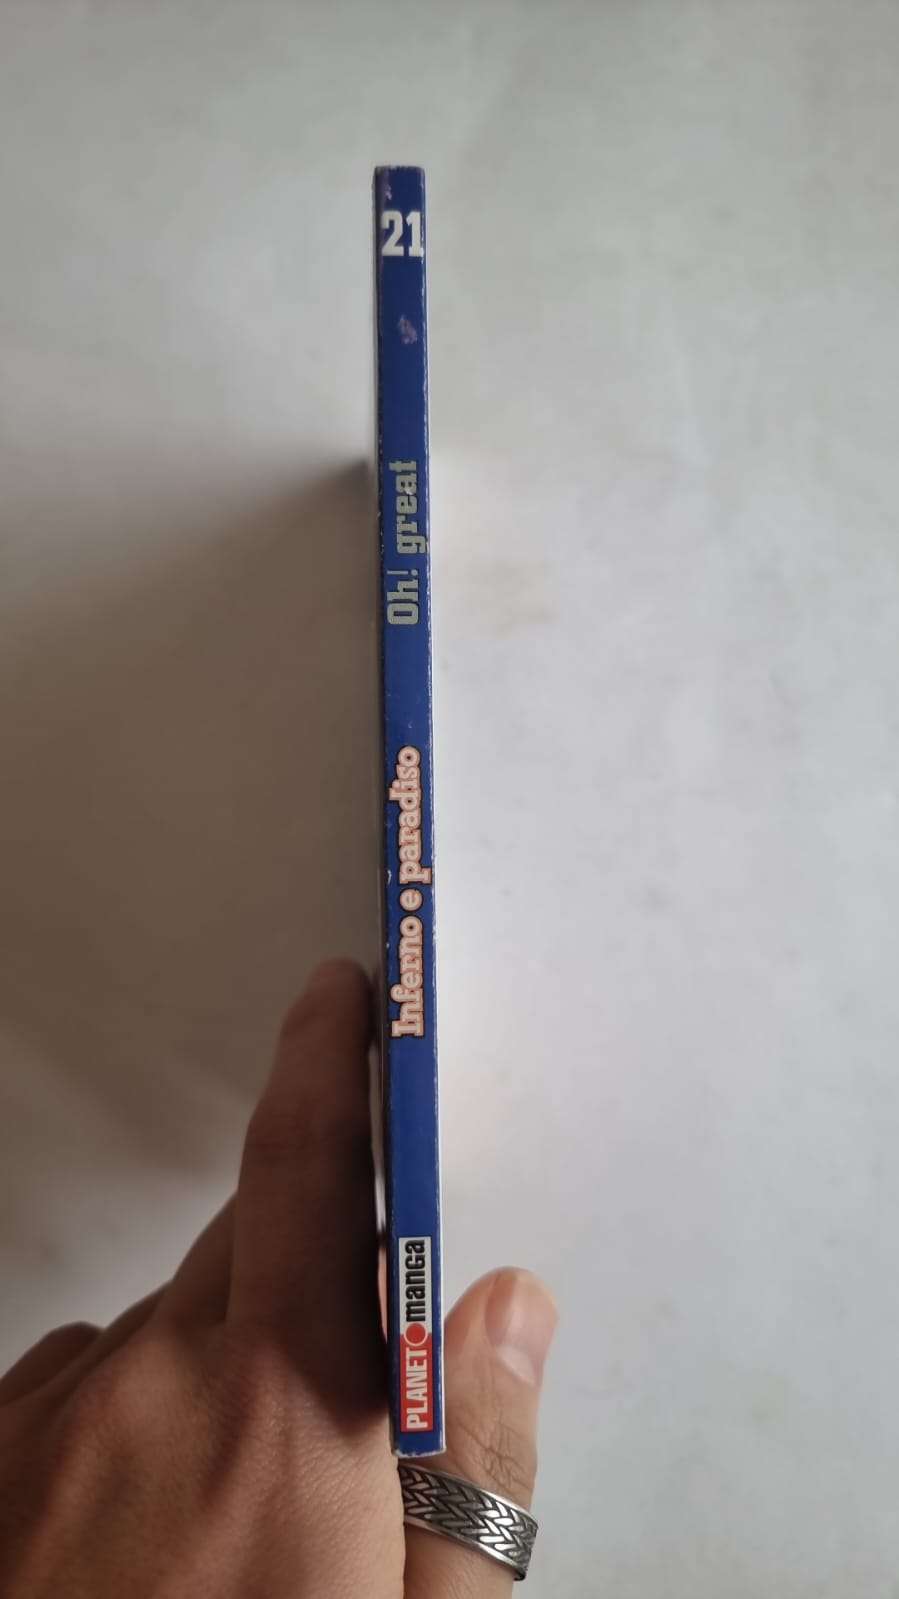 21
Oh! great
Inferno e paradiso
PLANET manga